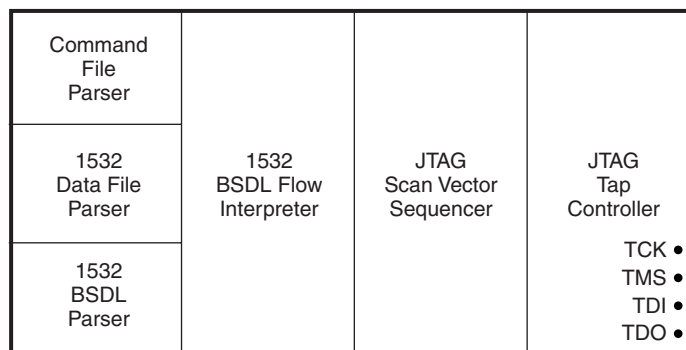 Command
File
Parser
1532
Data File
Parser
1532
BSDL
Parser
1532
BSDL Flow
Interpreter
JTAG
Scan Vector
Sequencer
JTAG
Tap
Controller
TCK
TMS
TDI
TDO